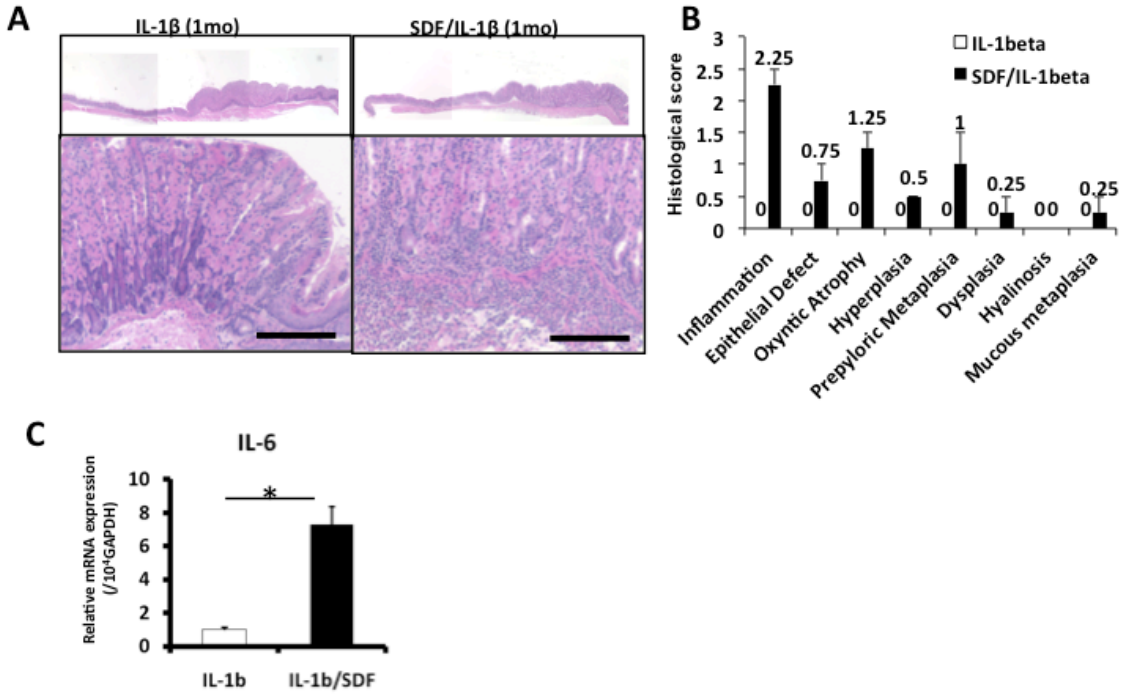 A
IL-1β (1mo)
SDF/IL-1β (1mo)
B
Histological score
3
2.5
2
1.5
1
0.5
0
IL-1beta
SDF/IL-1beta
2.25
0.75
1.25
0.5
1
0.25
0.25
0 0 0 0 0 0 0 0 0
Inflammation
Epithelial Defect
Oxyntic Atrophy
Hyperplasia
Prepyloric Metaplasia
Dysplasia
Hyalinosis
Mucous metaplasia
C
IL-6
Relative mRNA expression
(/10⁴GAPDH)
10
8
6
4
2
0
*
IL-1b
IL-1b/SDF